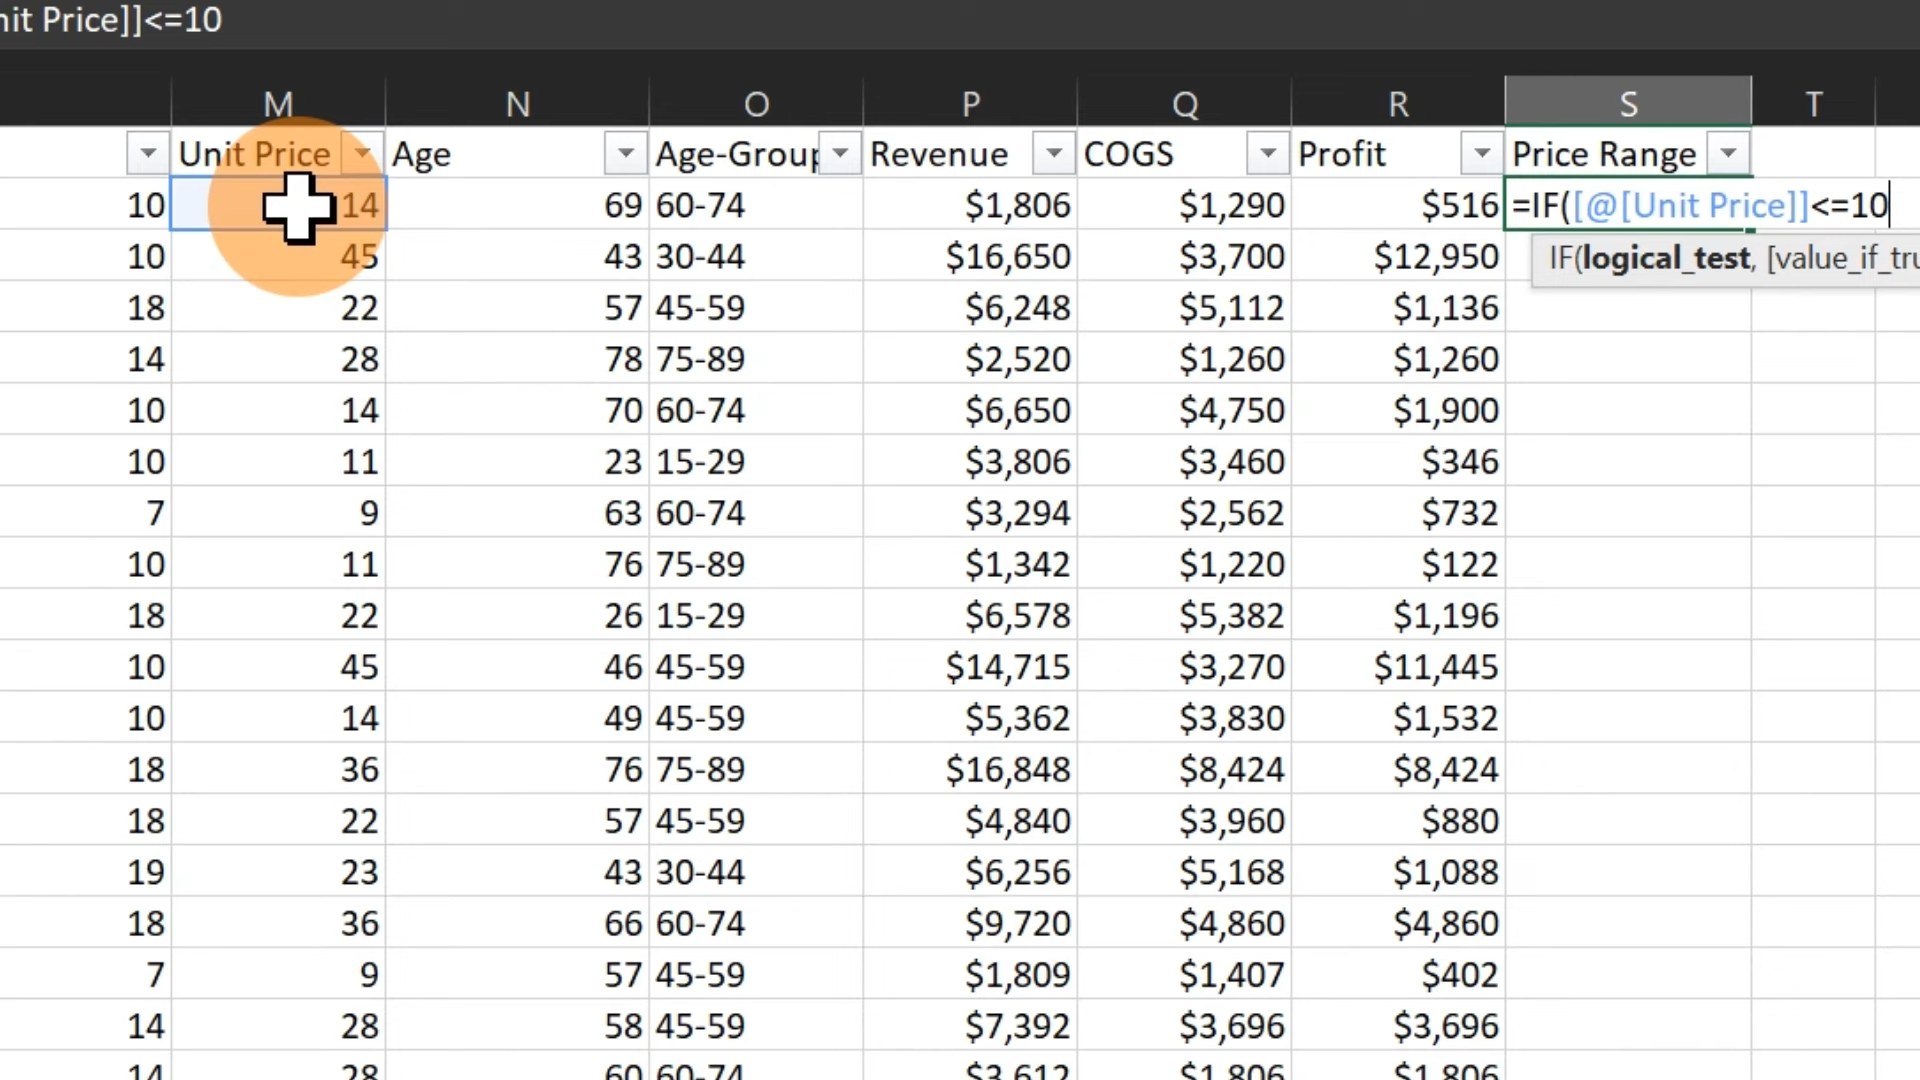 nit Price]]<=10
M N O P Q R S T
Unit Price Age Age-Group Revenue COGS Profit Price Range
10 14 69 60-74 $1,806 $1,290 $516 =IF([@[Unit Price]]<=10
10 45 43 30-44 $16,650 $3,700 $12,950 IF(logical_test, [value_if_tru
18 22 57 45-59 $6,248 $5,112 $1,136
14 28 78 75-89 $2,520 $1,260 $1,260
10 14 70 60-74 $6,650 $4,750 $1,900
10 11 23 15-29 $3,806 $3,460 $346
7 9 63 60-74 $3,294 $2,562 $732
10 11 76 75-89 $1,342 $1,220 $122
18 22 26 15-29 $6,578 $5,382 $1,196
10 45 46 45-59 $14,715 $3,270 $11,445
10 14 49 45-59 $5,362 $3,830 $1,532
18 36 76 75-89 $16,848 $8,424 $8,424
18 22 57 45-59 $4,840 $3,960 $880
19 23 43 30-44 $6,256 $5,168 $1,088
18 36 66 60-74 $9,720 $4,860 $4,860
7 9 57 45-59 $1,809 $1,407 $402
14 28 58 45-59 $7,392 $3,696 $3,696
14 28 60 60-74 $3,612 $1,806 $1,806